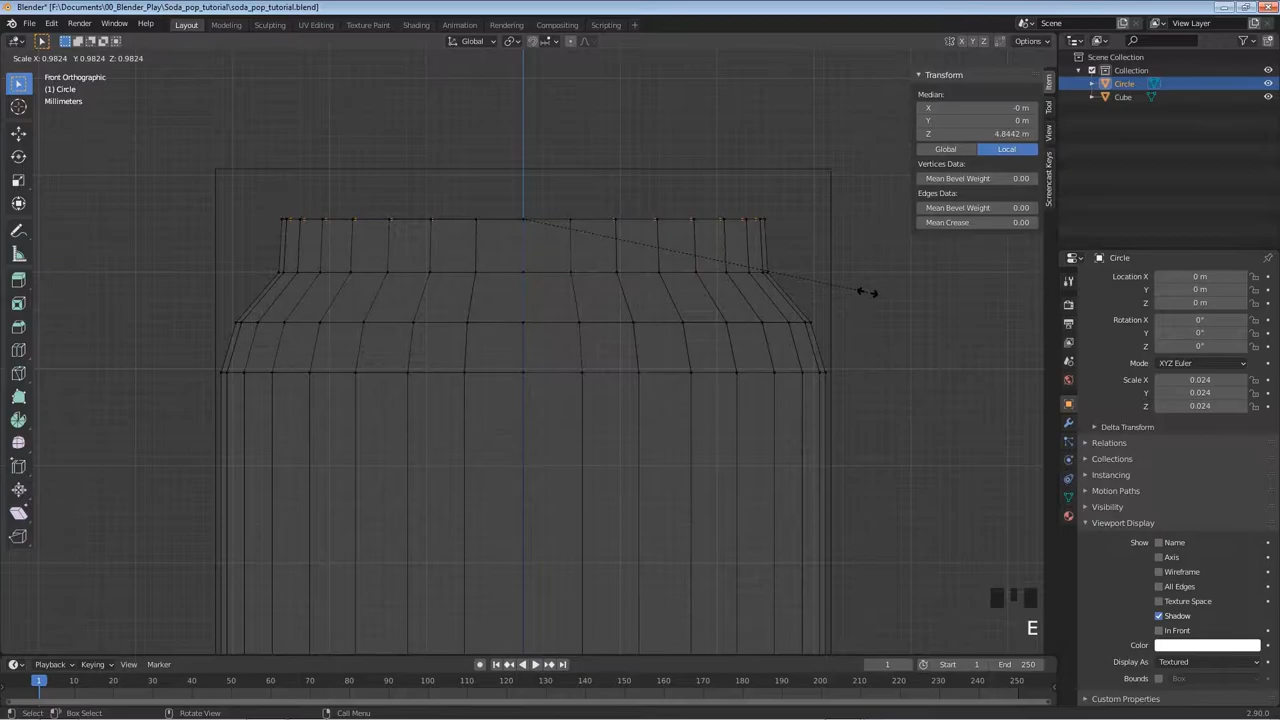 Blender* [F:\Documents\00_Blender_Play\Soda_pop_tutorial\soda_pop_tutorial.blend]
File Edit Render Window Help Layout Modeling Sculpting UV Editing Texture Paint Shading Animation Rendering Compositing Scripting + Scene View Layer
Global X Y Z Options
Scale X: 0.9824 Y: 0.9824 Z: 0.9824
Front Orthographic
(1) Circle
Millimeters
Transform
Median:
X -0 m
Y 0 m
Z 4.8442 m
Global Local
Vertices Data:
Mean Bevel Weight 0.00
Edges Data:
Mean Bevel Weight 0.00
Mean Crease 0.00
Item
Tool
View
Screencast Keys
Scene Collection
Collection
Circle
Cube
Circle
Location X 0 m
Y 0 m
Z 0 m
Rotation X 0°
Y 0°
Z 0°
Mode XYZ Euler
Scale X 0.024
Y 0.024
Z 0.024
Delta Transform
Relations
Collections
Instancing
Motion Paths
Visibility
Viewport Display
Show Name
Axis
Wireframe
All Edges
Texture Space
Shadow
In Front
Color
Display As Textured
Bounds Box
Custom Properties
E
Playback Keying View Marker 1 Start 1 End 250
1 10 20 30 40 50 60 70 80 90 100 110 120 130 140 150 160 170 180 190 200 210 220 230 240 250
Select Box Select Rotate View Call Menu 2.90.0